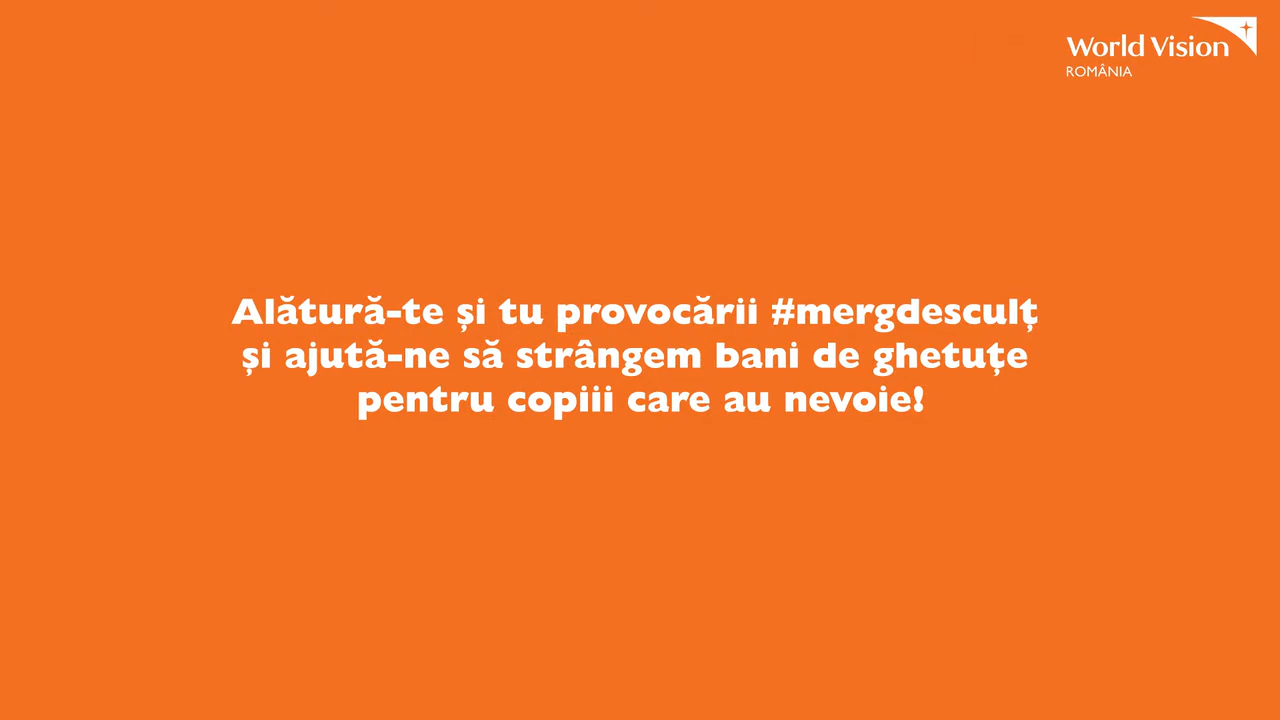 World Vision
ROMÂNIA
Alătură-te și tu provocării #mergdesculț
și ajută-ne să strângem bani de ghetuțe
pentru copiii care au nevoie!